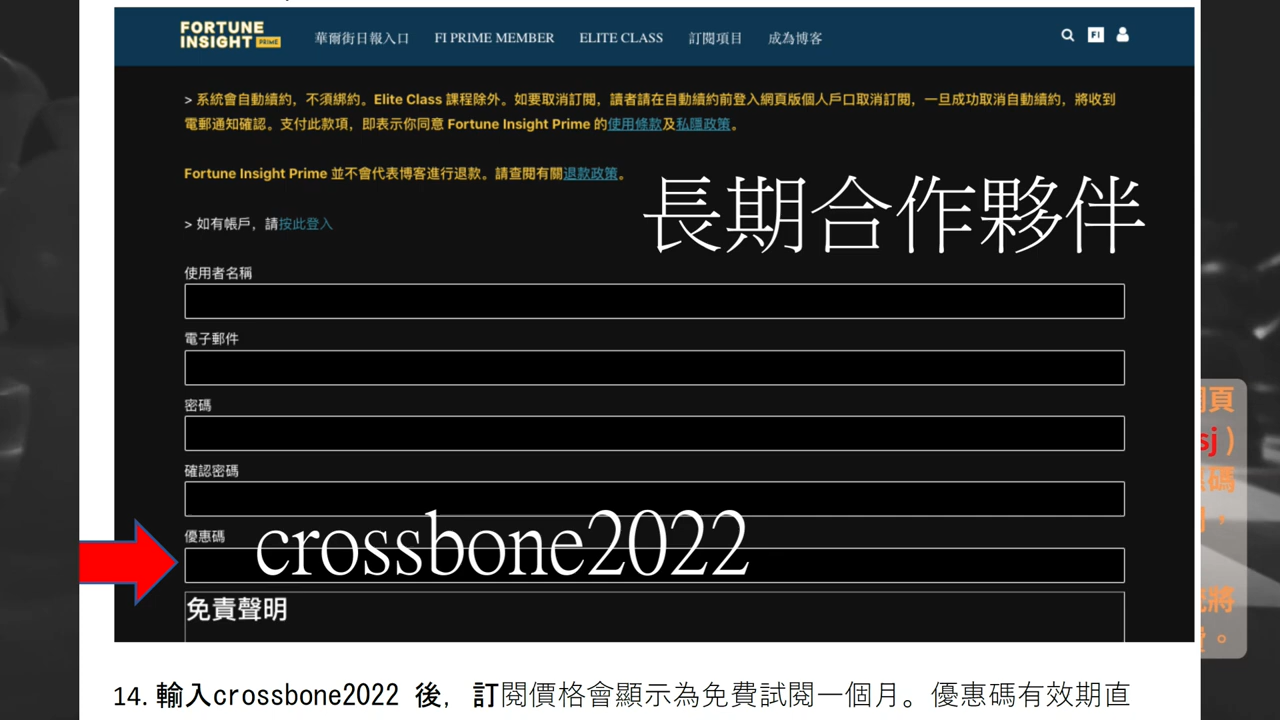 FORTUNE
INSIGHT PRIME
華爾街日報入口 FI PRIME MEMBER ELITE CLASS 訂閱項目 成為博客
FI
> 系統會自動續約，不須綁約。Elite Class 課程除外。如要取消訂閱，讀者請在自動續約前登入網頁版個人戶口取消訂閱，一旦成功取消自動續約，將收到
電郵通知確認。支付此款項，即表示你同意 Fortune Insight Prime 的使用條款及私隱政策。
Fortune Insight Prime 並不會代表博客進行退款。請查閱有關退款政策。
長期合作夥伴
> 如有帳戶，請按此登入
使用者名稱
電子郵件
密碼
確認密碼
優惠碼
crossbone2022
免責聲明
頁
sj )
碼
，
將
。
14. 輸入crossbone2022 後，訂閱價格會顯示為免費試閱一個月。優惠碼有效期直